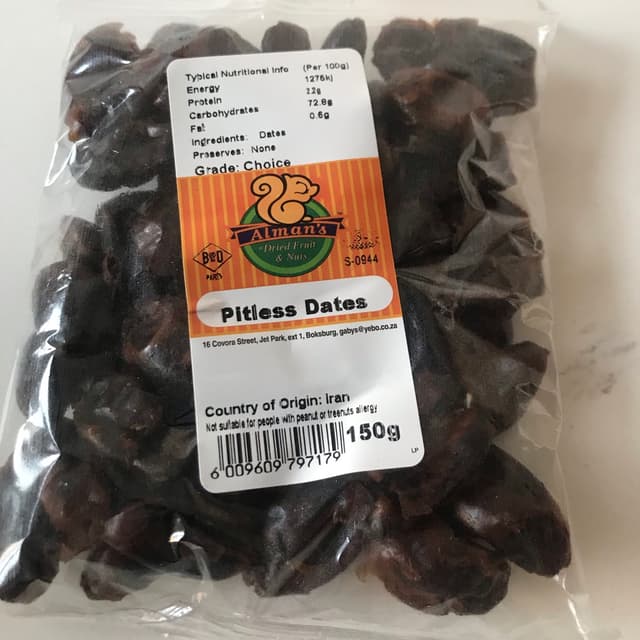 Typical Nutritional Info (Per 100g)
Energy 1276kj
Protein 2.2g
Carbohydrates 72.8g
Fat 0.6g
Ingredients: Dates
Preserves: None
Grade: Choice
Alman's
Dried Fruit
& Nuts
PAREV
S-0944
Pitless Dates
16 Covora Street, Jet Park, ext 1, Boksburg, gabys@yebo.co.za
Country of Origin: Iran
Not suitable for people with peanut or treenuts allergy
150g
6 009609 797179
LP